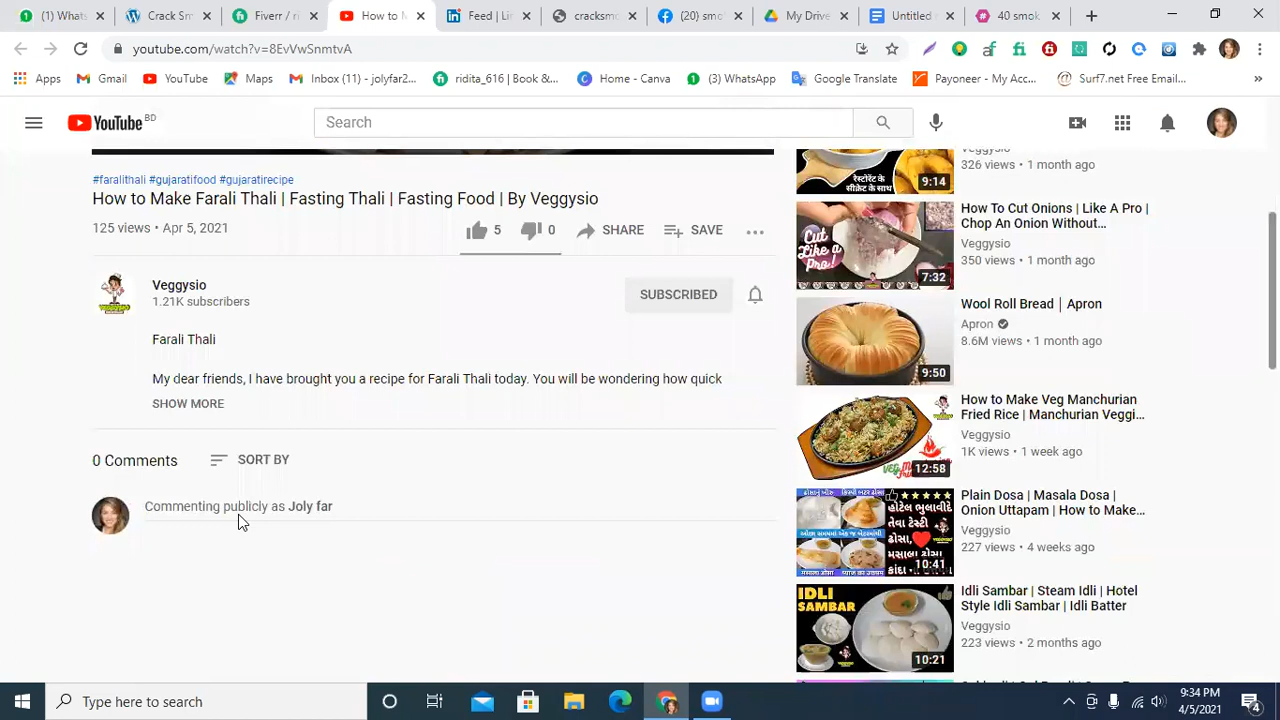 (1) Wha
Crash
Fiverr / r
How to M
Feed | Li
cracksm
(20) smo
My Drive
Untitled
40 smok
youtube.com/watch?v=8EvVwSnmtvA
Apps
Gmail
YouTube
Maps
Inbox (11) - jolyfar2...
nidita_616 | Book &...
Home - Canva
(3) WhatsApp
Google Translate
Payoneer - My Acc...
Surf7.net Free Email...
YouTube BD
Search
#faralithali
How to Make Farali Thali | Fasting Thali | Fasting Food | By Veggysio
125 views • Apr 5, 2021
5
0
SHARE
SAVE
Veggysio
1.21K subscribers
SUBSCRIBED
Farali Thali
My dear friends, I have brought you a recipe for Farali Thali today. You will be wondering how quick
SHOW MORE
0 Comments
SORT BY
Commenting publicly as Joly far
रेस्टोरेंट के
सीक्रेट के साथ
9:14
Veggysio
326 views • 1 month ago
Cut
Like a
Pro!
7:32
How To Cut Onions | Like A Pro |
Chop An Onion Without...
Veggysio
350 views • 1 month ago
9:50
Wool Roll Bread | Apron
Apron
8.6M views • 1 month ago
12:58
How to Make Veg Manchurian
Fried Rice | Manchurian Veggi...
Veggysio
1K views • 1 week ago
હોટેલ ભુલાવીદે
તેવા ટેસ્ટી
ઢોસા,
મસાલા ઢોસા,
કાંદા
10:41
Plain Dosa | Masala Dosa |
Onion Uttapam | How to Make...
Veggysio
227 views • 4 weeks ago
IDLI
SAMBAR
10:21
Idli Sambar | Steam Idli | Hotel
Style Idli Sambar | Idli Batter
Veggysio
223 views • 2 months ago
Type here to search
9:34 PM
4/5/2021
4